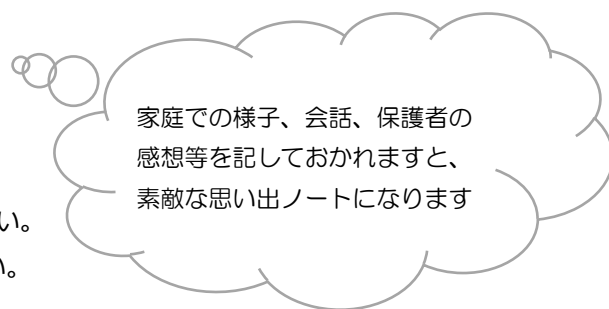 家庭での様子、会話、保護者の
感想等を記しておかれますと、
素敵な思い出ノートになります
い。
い。